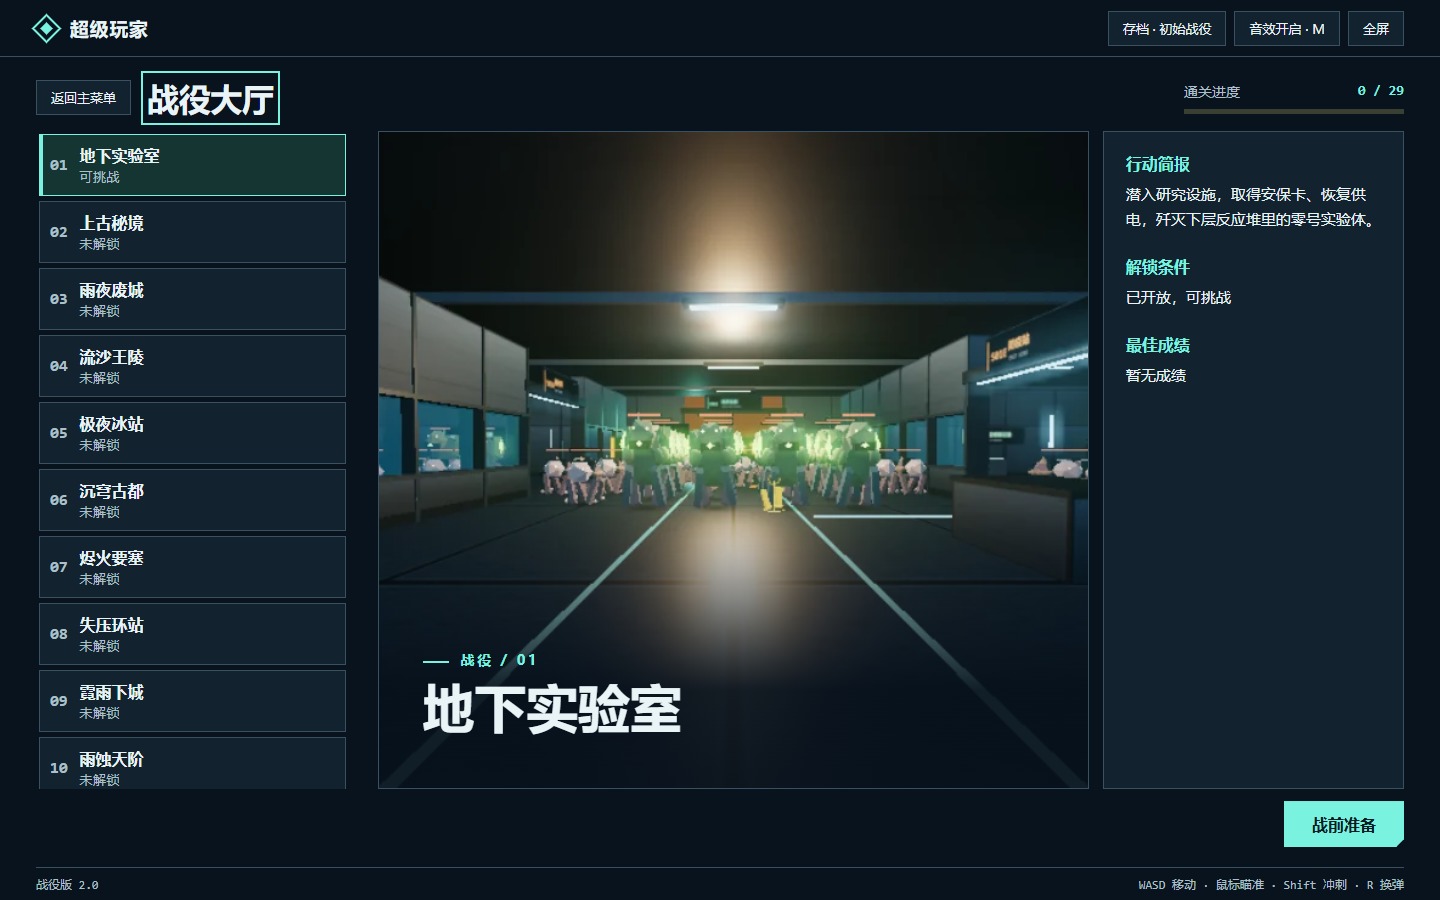 超级玩家
存档 · 初始战役
音效开启 · M
全屏
返回主菜单
战役大厅
通关进度
0 / 29
01
地下实验室
可挑战
02
上古秘境
未解锁
03
雨夜废城
未解锁
04
流沙王陵
未解锁
05
极夜冰站
未解锁
06
沉穹古都
未解锁
07
烬火要塞
未解锁
08
失压环站
未解锁
09
霓雨下城
未解锁
10
雨蚀天阶
未解锁
战役 / 01
地下实验室
行动简报
潜入研究设施，取得安保卡、恢复供
电，歼灭下层反应堆里的零号实验体。
解锁条件
已开放，可挑战
最佳成绩
暂无成绩
战前准备
战役版 2.0
WASD 移动 · 鼠标瞄准 · Shift 冲刺 · R 换弹